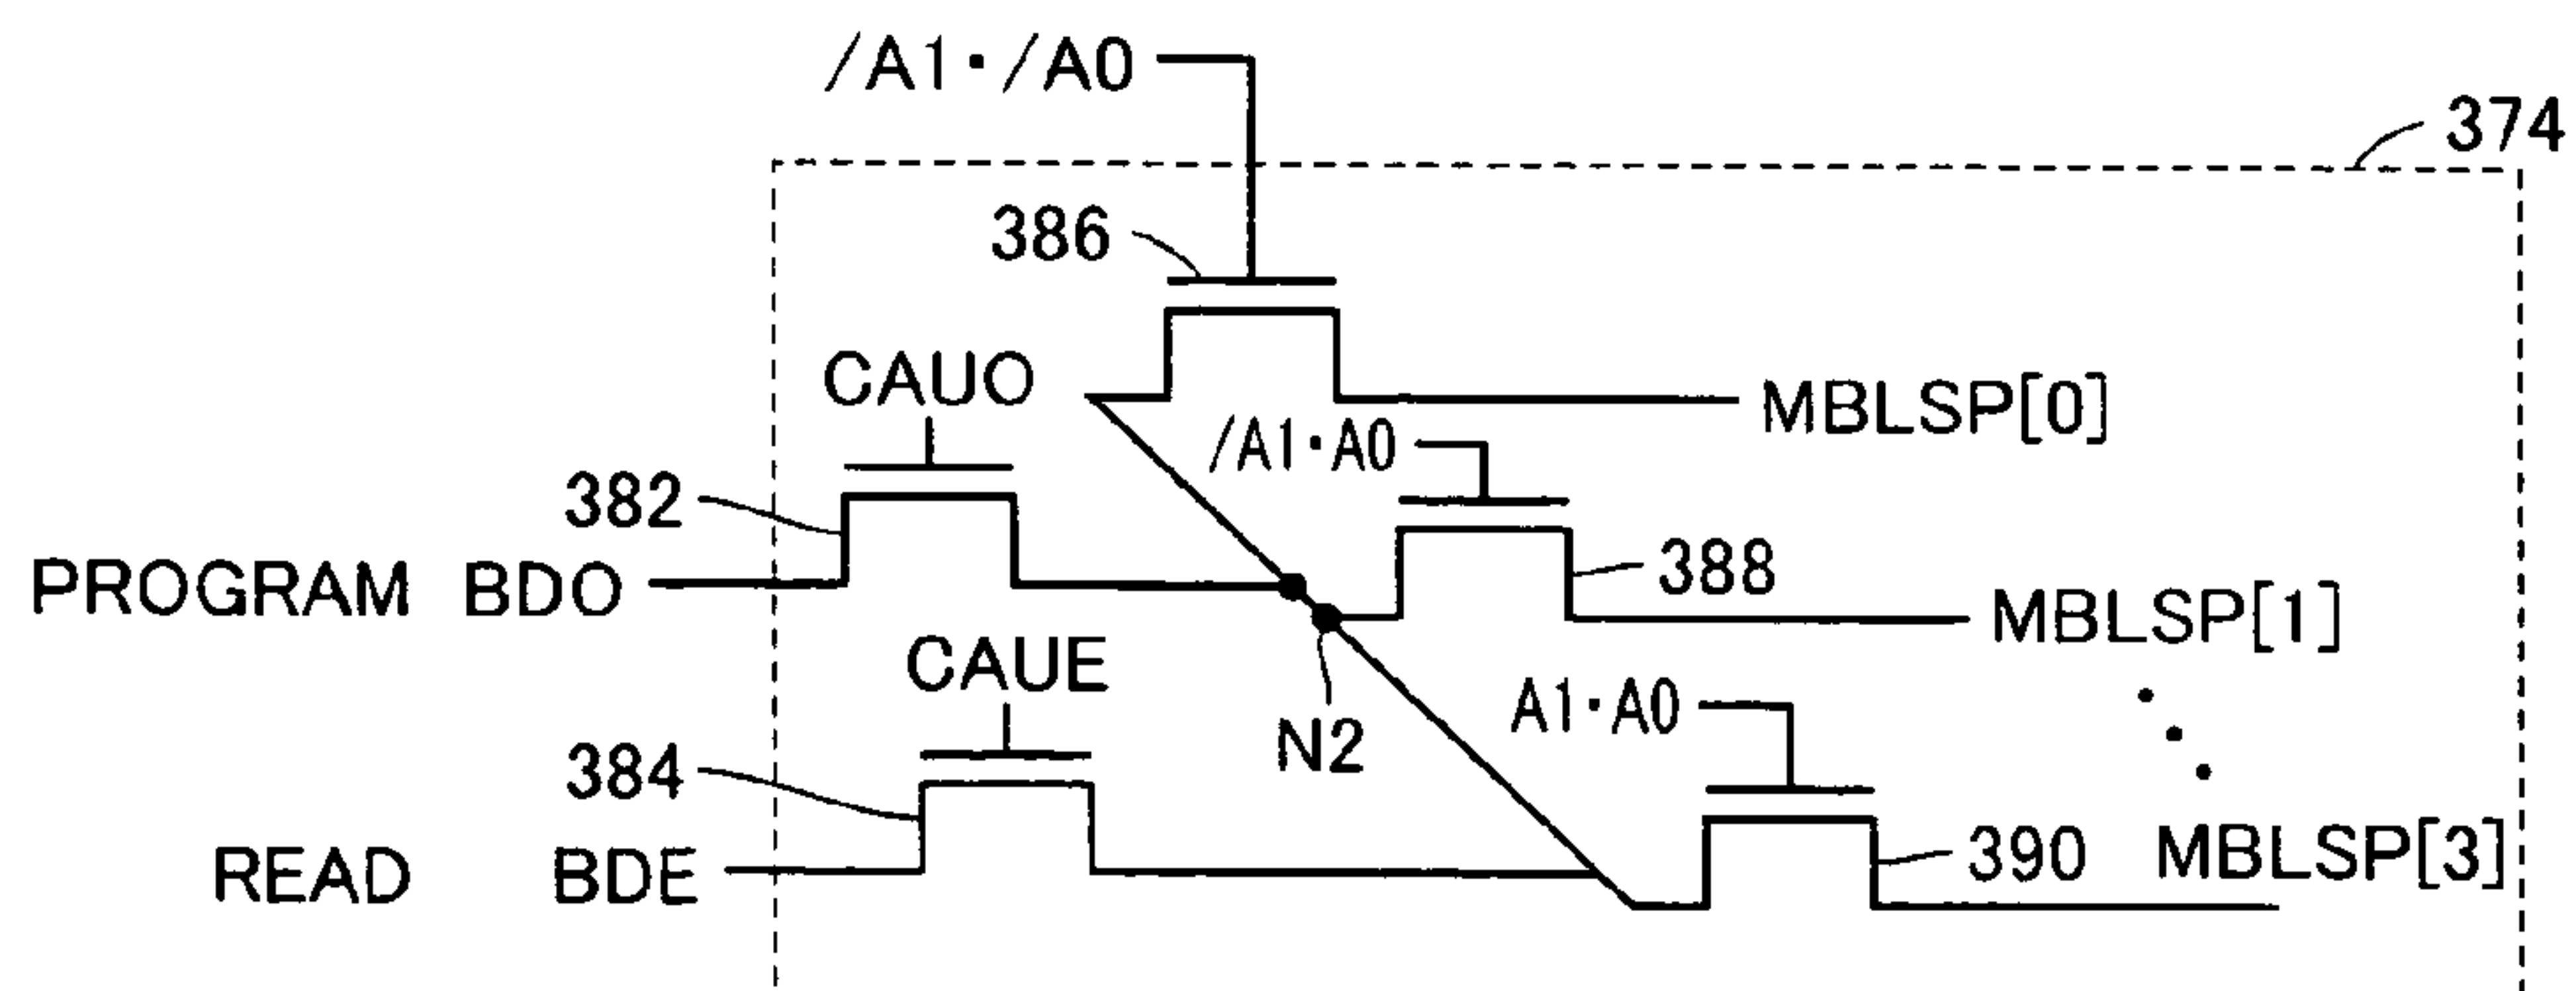 /A1·/A0
374
386
CAUO
MBLSP[0]
/A1·A0
382
388
PROGRAM BDO
MBLSP[1]
CAUE
A1·A0
N2
384
390
MBLSP[3]
READ BDE